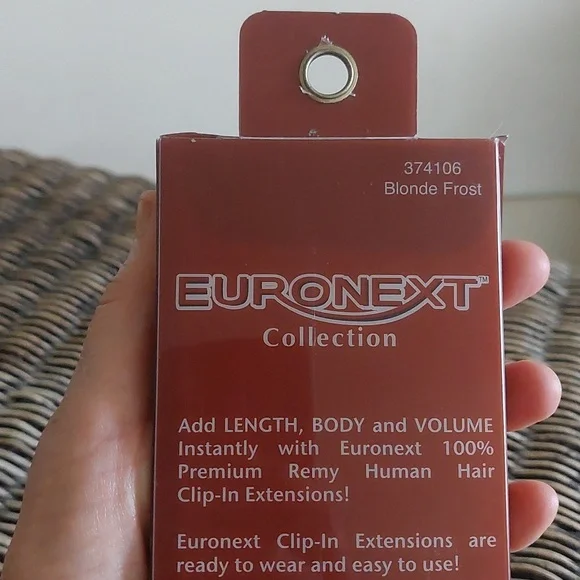 374106
Blonde Frost
EURONEXT™
Collection
Add LENGTH, BODY and VOLUME
Instantly with Euronext 100%
Premium Remy Human Hair
Clip-In Extensions!
Euronext Clip-In Extensions are
ready to wear and easy to use!